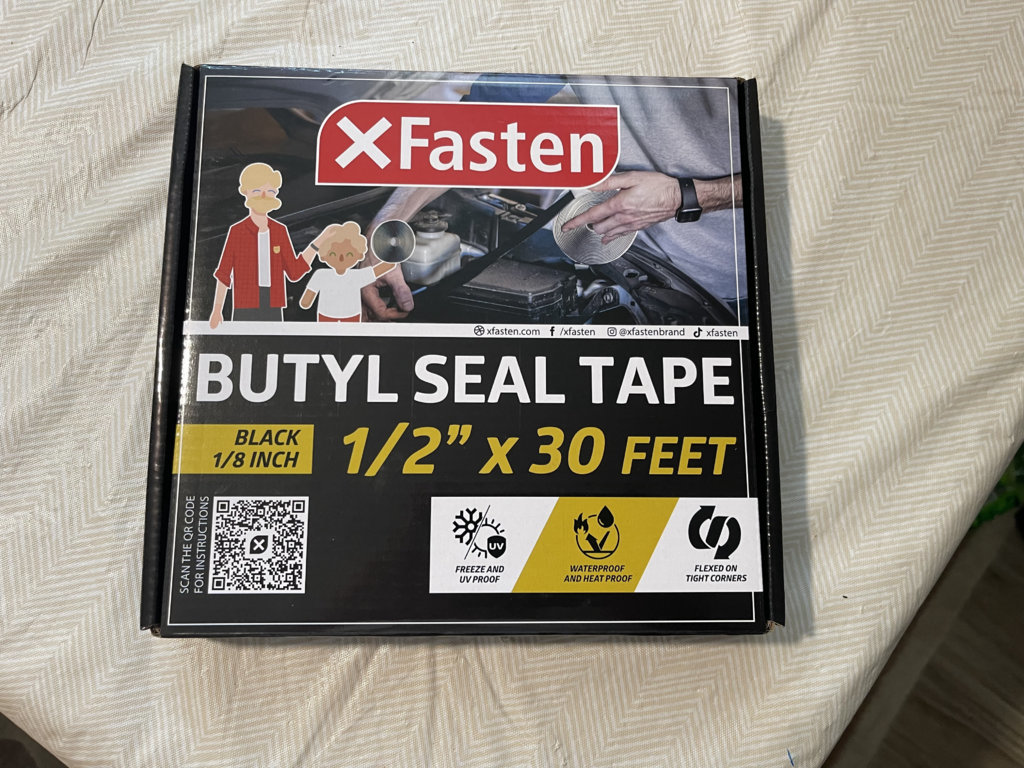 XFasten
xfasten.com /xfasten @xfastenbrand xfasten
BUTYL SEAL TAPE
BLACK
1/8 INCH
1/2” x 30 FEET
SCAN THE QR CODE
FOR INSTRUCTIONS
UV
FREEZE AND
UV PROOF
WATERPROOF
AND HEAT PROOF
FLEXED ON
TIGHT CORNERS